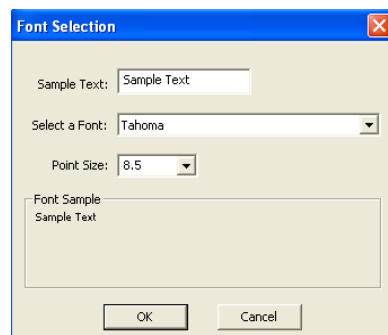 Font Selection
Sample Text: Sample Text
Select a Font: Tahoma
Point Size: 8.5
Font Sample
Sample Text
OK Cancel